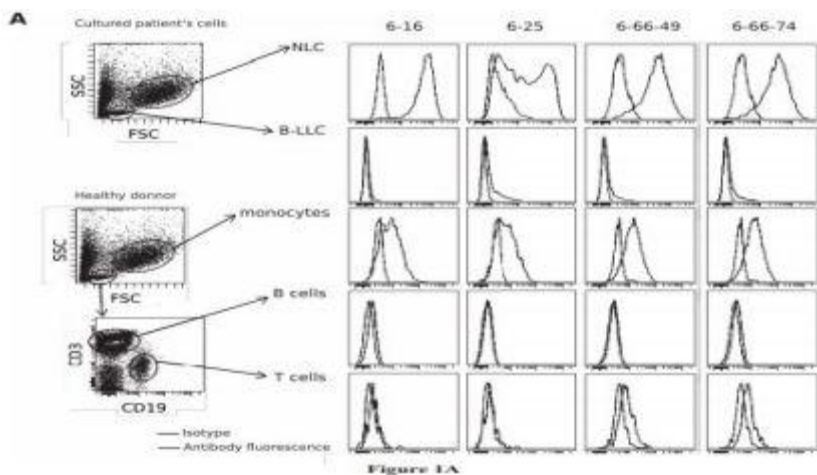 A
Cultured patient's cells
6-16
6-25
6-66-49
6-66-74
NLC
SSC
FSC
B-LLC
Healthy donnor
monocytes
SSC
FSC
B cells
CD3
T cells
CD19
Isotype
Antibody fluorescence
Figure 1A